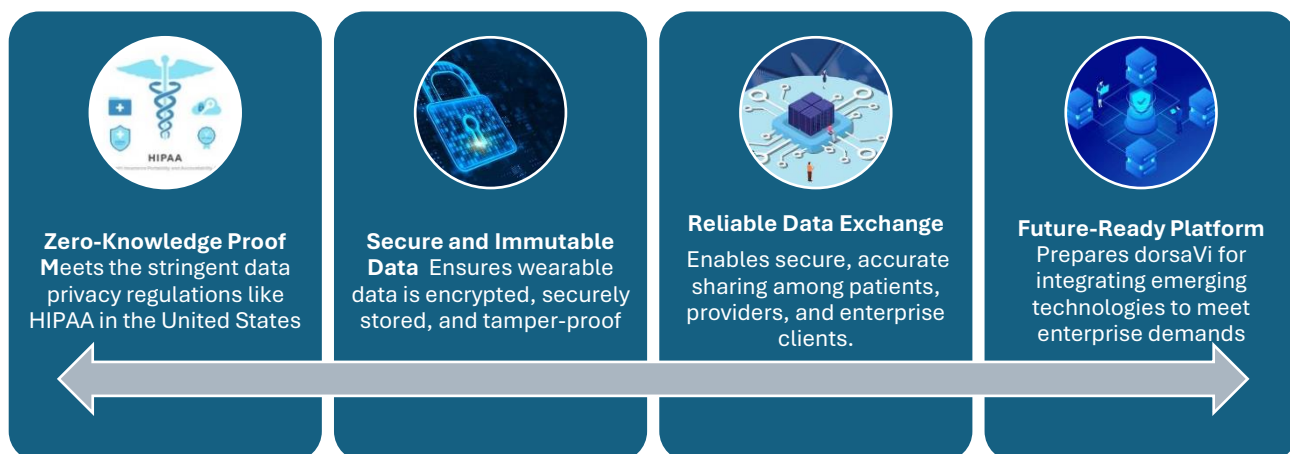 HIPAA
Zero-Knowledge Proof
Meets the stringent data
privacy regulations like
HIPAA in the United States
Secure and Immutable
Data Ensures wearable
data is encrypted, securely
stored, and tamper-proof
Reliable Data Exchange
Enables secure, accurate
sharing among patients,
providers, and enterprise
clients.
Future-Ready Platform
Prepares dorsaVi for
integrating emerging
technologies to meet
enterprise demands